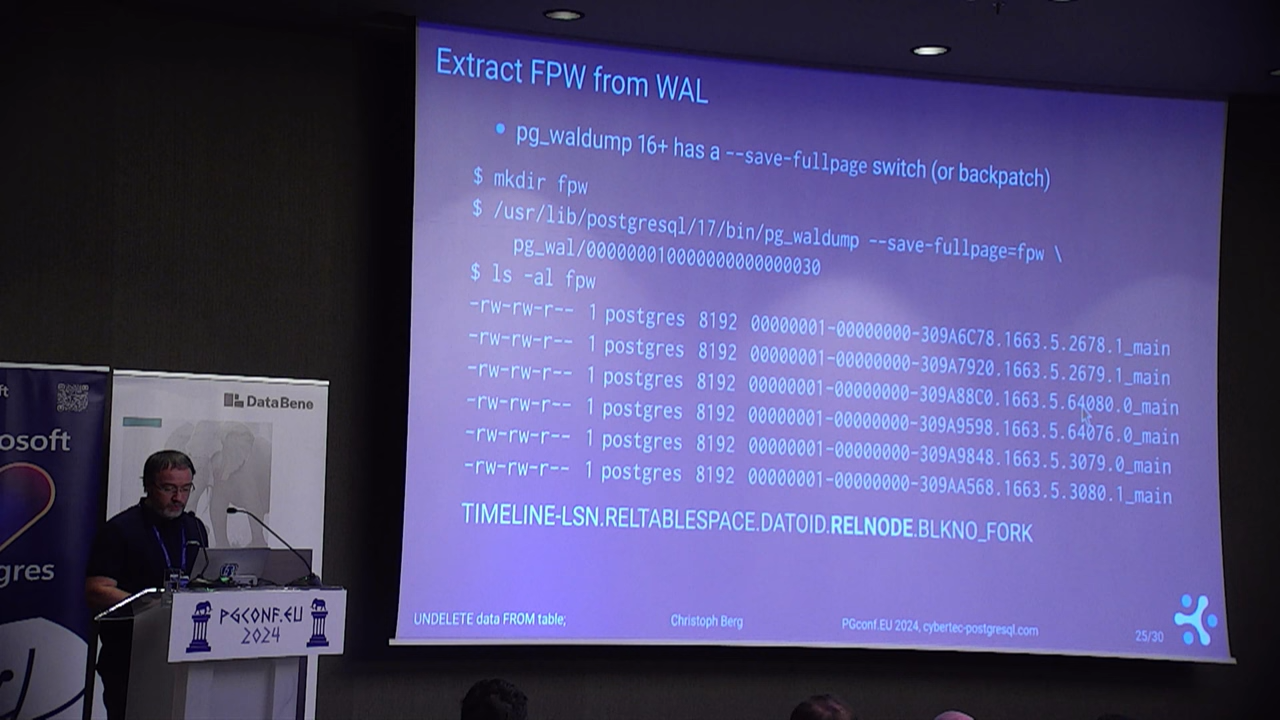 Extract FPW from WAL
• pg_waldump 16+ has a --save-fullpage switch (or backpatch)
$ mkdir fpw
$ /usr/lib/postgresql/17/bin/pg_waldump --save-fullpage=fpw \
pg_wal/000000010000000000000030
$ ls -al fpw
-rw-rw-r-- 1 postgres 8192 00000001-00000000-309A6C78.1663.5.2678.1_main
-rw-rw-r-- 1 postgres 8192 00000001-00000000-309A7920.1663.5.2679.1_main
-rw-rw-r-- 1 postgres 8192 00000001-00000000-309A88C0.1663.5.64080.0_main
-rw-rw-r-- 1 postgres 8192 00000001-00000000-309A9598.1663.5.64076.0_main
-rw-rw-r-- 1 postgres 8192 00000001-00000000-309A9848.1663.5.3079.0_main
-rw-rw-r-- 1 postgres 8192 00000001-00000000-309AA568.1663.5.3080.1_main
TIMELINE-LSN.RELTABLESPACE.DATOID.RELNODE.BLKNO_FORK
UNDELETE data FROM table;
Christoph Berg
PGconf.EU 2024, cybertec-postgresql.com
25/30
ft
osoft
gres
DataBene
PGCONF.EU
2024